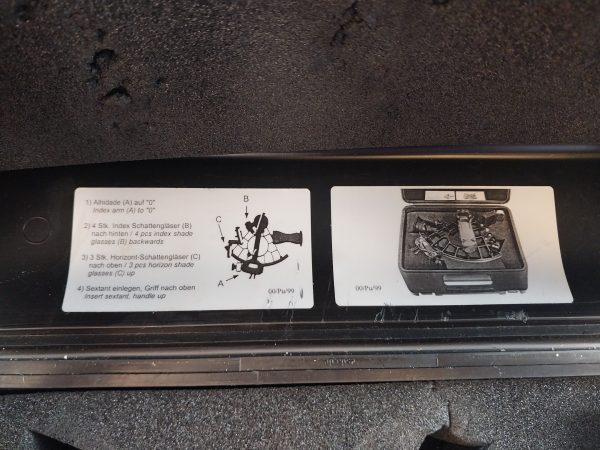 1) Alhidade (A) auf "0"
Index arm (A) to "0"
2) 4 Stk. Index Schattengläser (B)
nach hinten / 4 pcs index shade
glasses (B) backwards
3) 3 Stk. Horizont-Schattengläser (C)
nach oben / 3 pcs horizon shade
glasses (C) up
4) Sextant einlegen, Griff nach oben
insert sextant, handle up
B
C
A
00/Pu/99
00/Pu/99